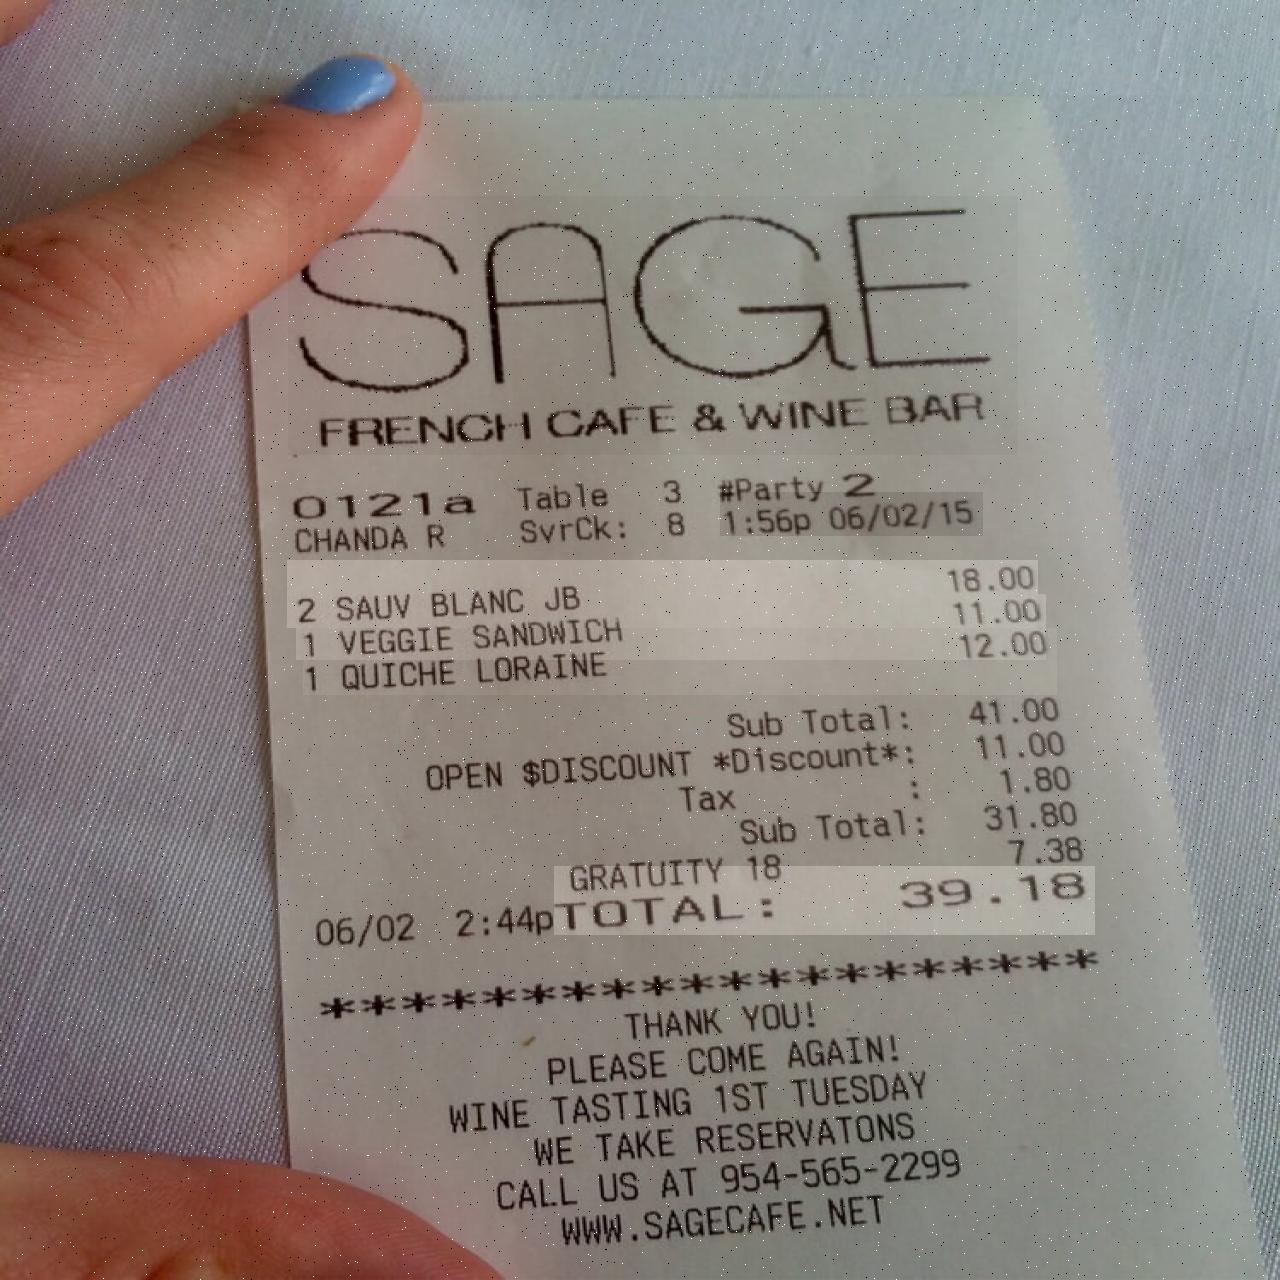 SAGE
FRENCH CAFE & WINE BAR
0121a Table 3 #Party 2
CHANDA R SvrCk: 8 1:56p 06/02/15
2 SAUV BLANC JB 18.00
1 VEGGIE SANDWICH 11.00
1 QUICHE LORAINE 12.00
Sub Total: 41.00
OPEN $DISCOUNT *Discount*: 11.00
Tax : 1.80
Sub Total: 31.80
GRATUITY 18 7.38
06/02 2:44pTOTAL: 39.18
********************
THANK YOU!
PLEASE COME AGAIN!
WINE TASTING 1ST TUESDAY
WE TAKE RESERVATONS
CALL US AT 954-565-2299
WWW.SAGECAFE.NET